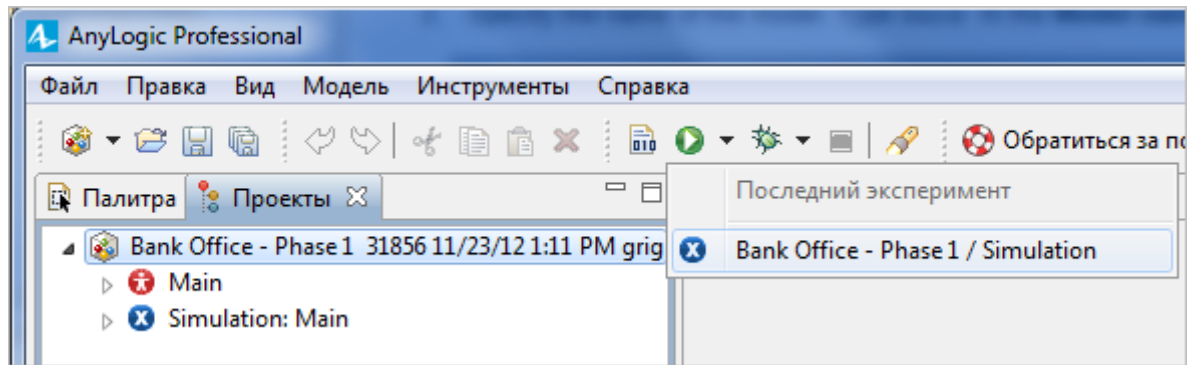 AnyLogic Professional
Файл Правка Вид Модель Инструменты Справка
010 Обратиться за по
Палитра Проекты
Последний эксперимент
Bank Office - Phase 1 31856 11/23/12 1:11 PM grig
Bank Office - Phase 1 / Simulation
Main
Simulation: Main